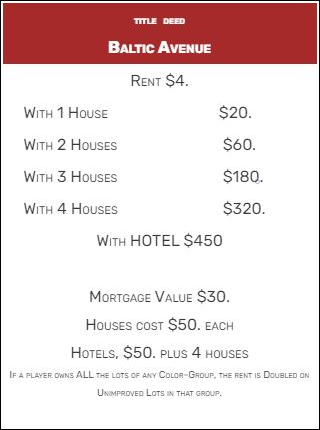 TITLE DEED
BALTIC AVENUE
RENT $4.
WITH 1 HOUSE $20.
WITH 2 HOUSES $60.
WITH 3 HOUSES $180.
WITH 4 HOUSES $320.
WITH HOTEL $450
MORTGAGE VALUE $30.
HOUSES COST $50. EACH
HOTELS, $50. PLUS 4 HOUSES
IF A PLAYER OWNS ALL THE LOTS OF ANY COLOR-GROUP, THE RENT IS DOUBLED ON
UNIMPROVED LOTS IN THAT GROUP.